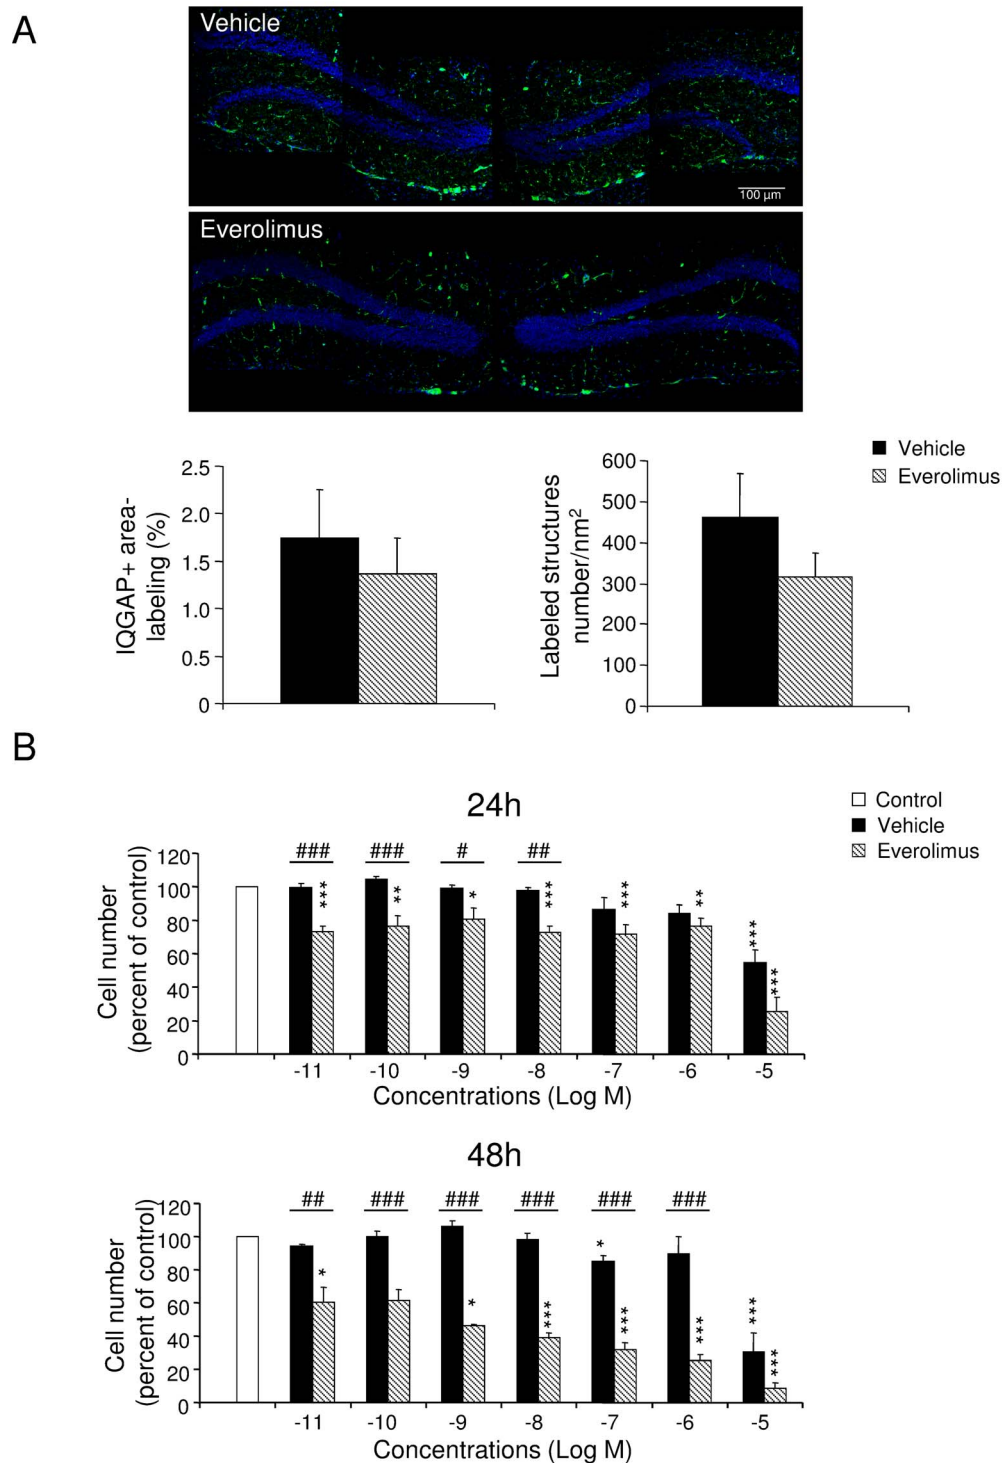 A
Vehicle
100 µm
Everolimus
Vehicle
Everolimus
IQGAP+ area-
labeling (%)
2.5
2.0
1.5
1.0
0.5
0
Labeled structures
number/nm²
600
500
400
300
200
100
0
B
Control
Vehicle
Everolimus
24h
### ### # ##
*** ** * *** *** ** *** ***
Cell number
(percent of control)
120
100
80
60
40
20
0
-11 -10 -9 -8 -7 -6 -5
Concentrations (Log M)
48h
## ### ### ### ### ###
* * *** * *** *** *** ***
Cell number
(percent of control)
120
100
80
60
40
20
0
-11 -10 -9 -8 -7 -6 -5
Concentrations (Log M)